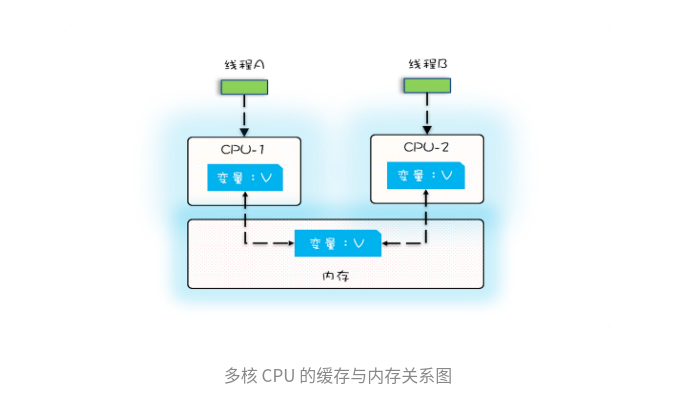 线程A
线程B
CPU-1
CPU-2
变量:V
变量:V
变量:V
内存
多核 CPU 的缓存与内存关系图